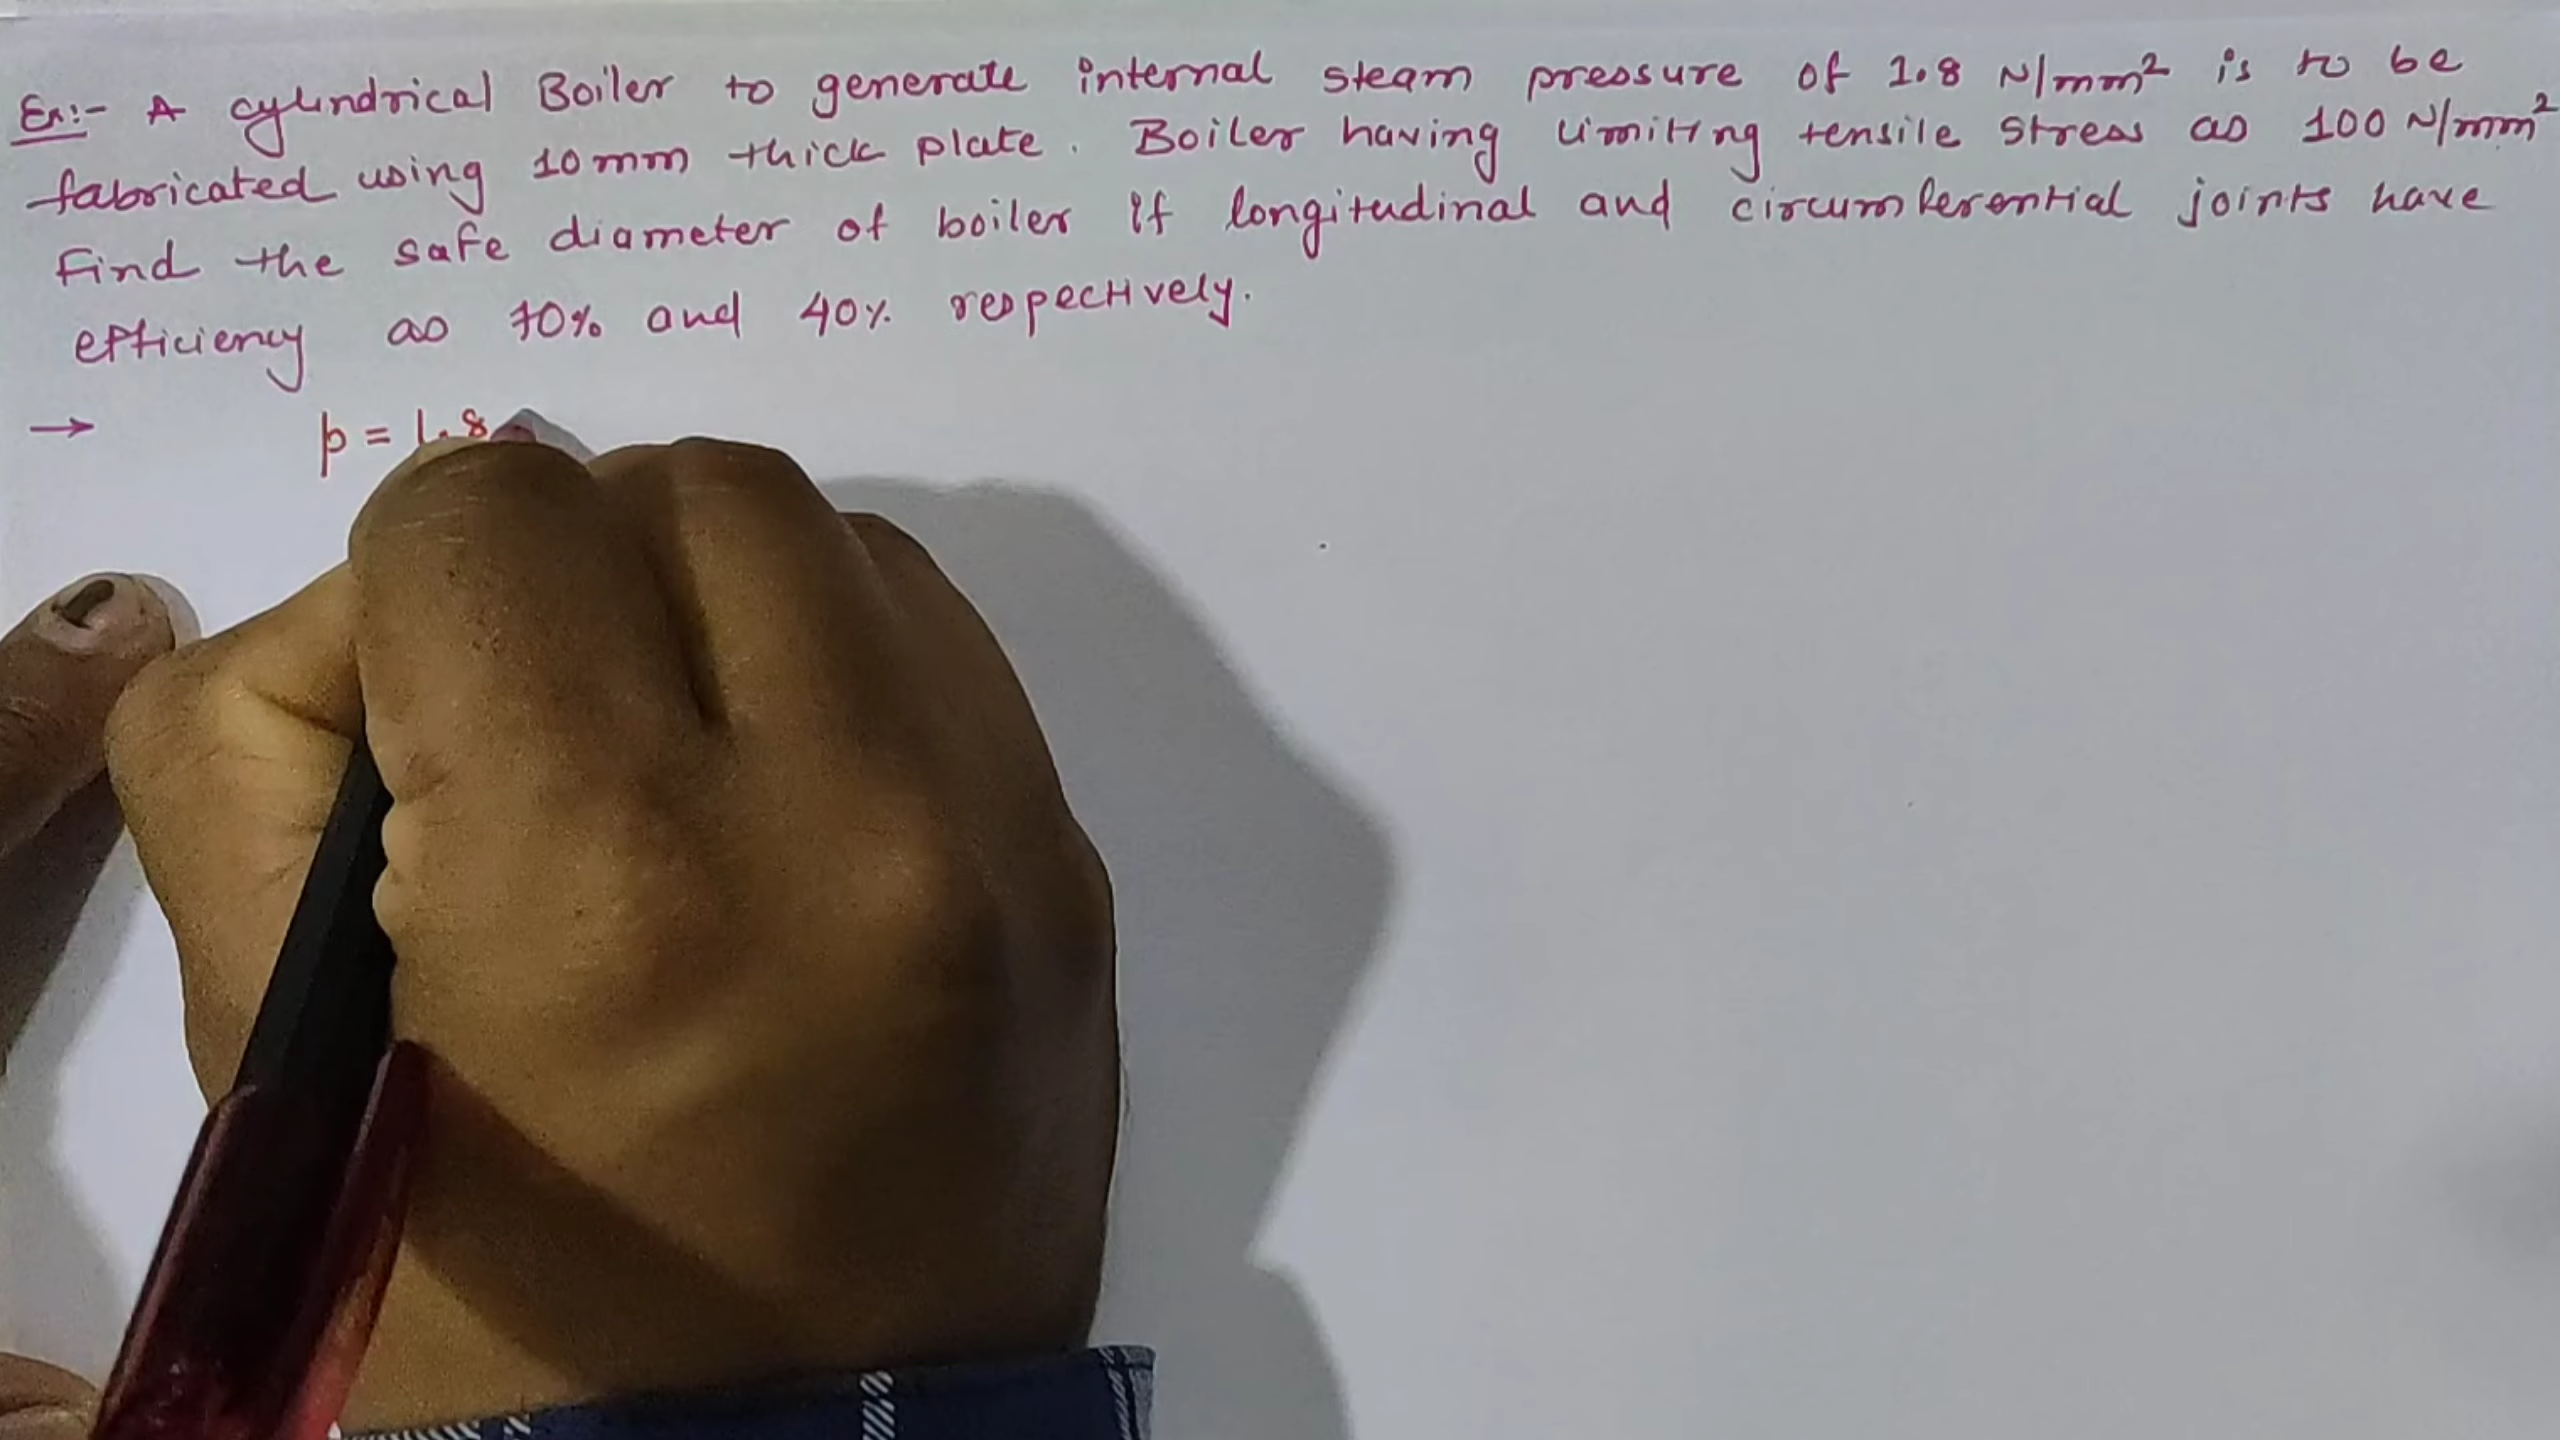 Ex:- A cylindrical Boiler to generate internal steam pressure of 1.8 N/mm² is to be
fabricated using 10mm thick plate. Boiler having limiting tensile stress as 100 N/mm²
Find the safe diameter of boiler if longitudinal and circumferential joints have
efficiency as 70% and 40% respectively.
→ p = 1.8